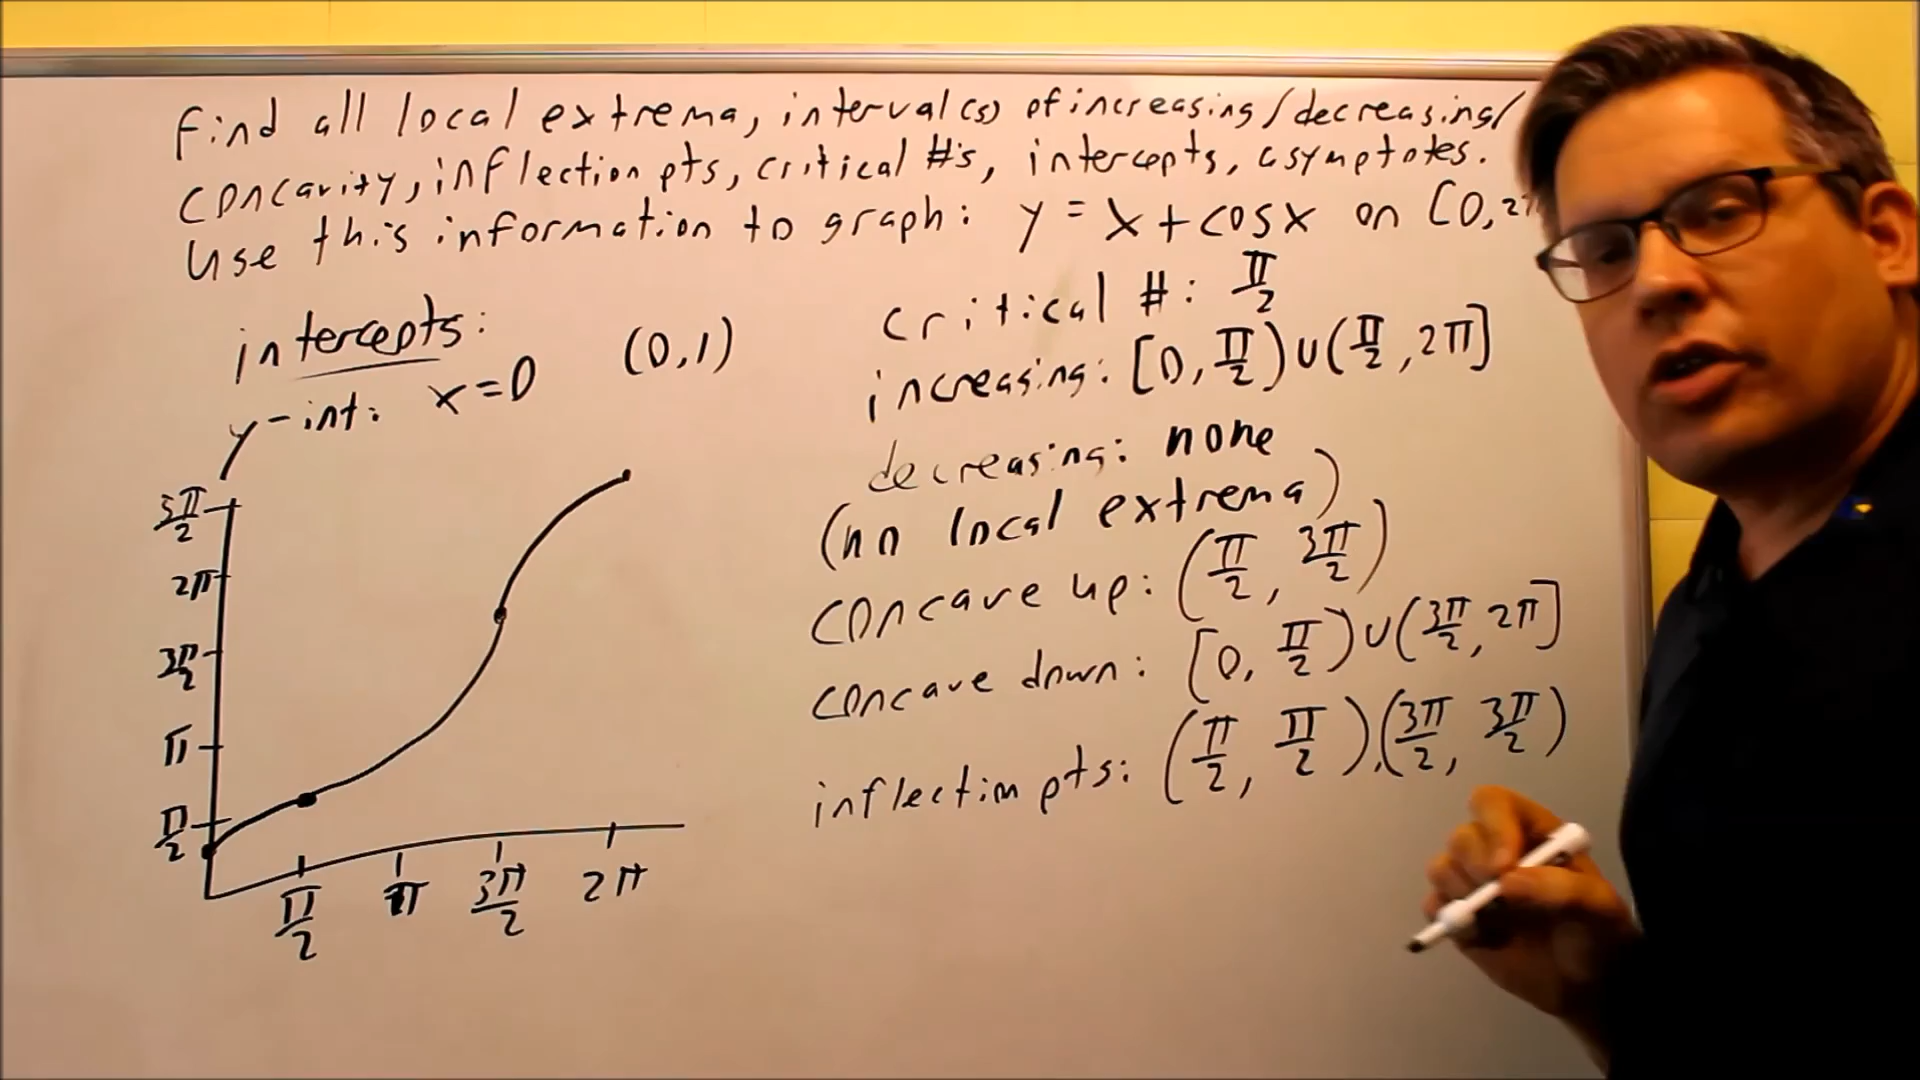 Find all local extrema, interval(s) of increasing/decreasing/
concavity, inflection pts, critical #'s, intercepts, asymptotes.
Use this information to graph: y = x + cosx on [0, 2π
intercepts:
y-int: x=0 (0,1)
critical #: π/2
increasing: [0, π/2) ∪ (π/2, 2π]
decreasing: none
(no local extrema)
concave up: (π/2, 3π/2)
concave down: [0, π/2) ∪ (3π/2, 2π]
inflection pts: (π/2, π/2), (3π/2, 3π/2)
5π/2
2π
3π/2
π
π/2
π/2 π 3π/2 2π